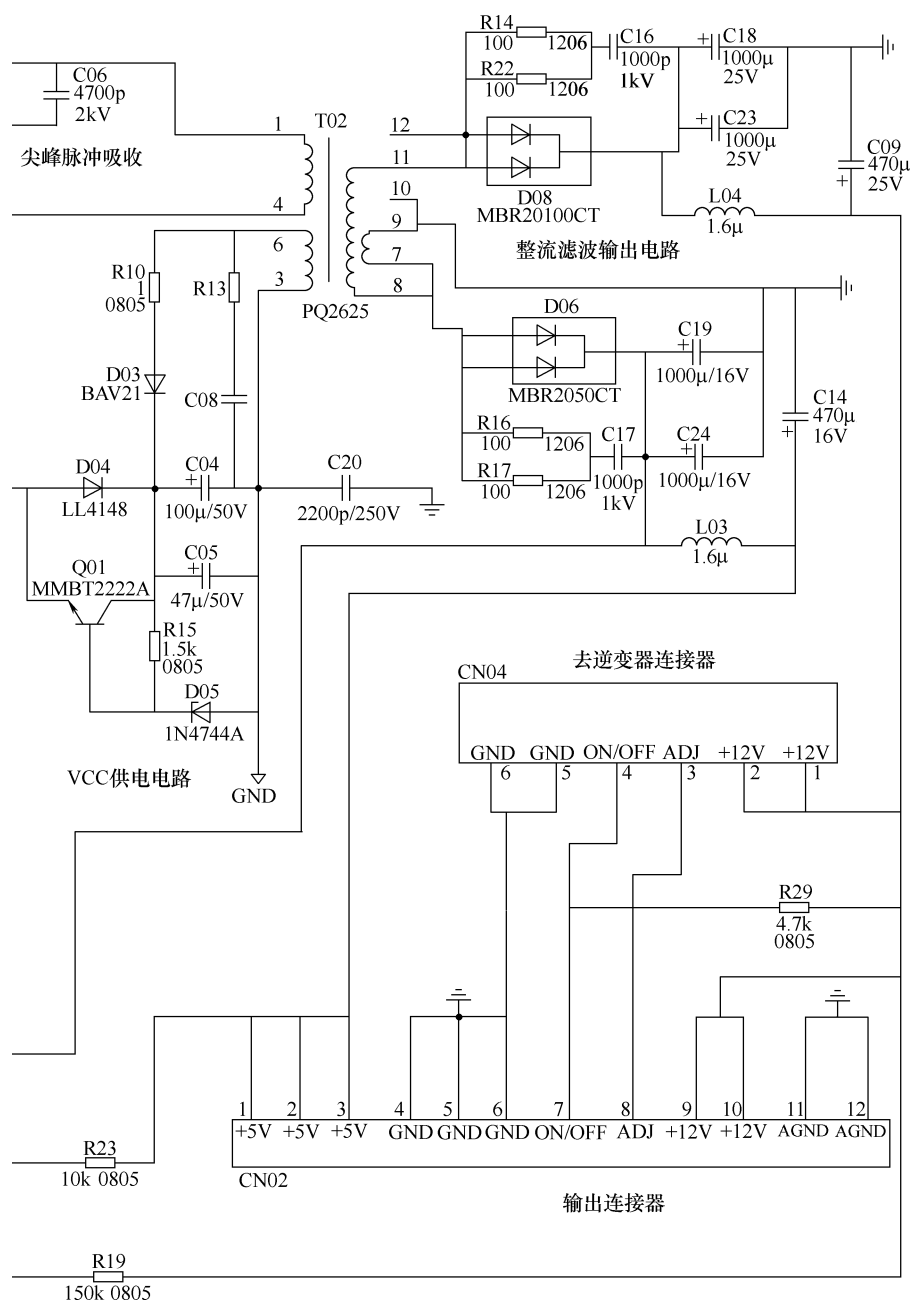 R14
100
1206
C16
1000p
1kV
C18
1000μ
25V
R22
100
1206
C06
4700p
2kV
尖峰脉冲吸收
1
4
T02
12
11
10
9
7
8
6
3
PQ2625
D08
MBR20100CT
C23
1000μ
25V
C09
470μ
25V
L04
1.6μ
整流滤波输出电路
R10
1
0805
R13
D03
BAV21
C08
D06
MBR2050CT
C19
1000μ/16V
C14
470μ
16V
R16
100
1206
C17
1000p
1kV
C24
1000μ/16V
R17
100
1206
D04
LL4148
C04
100μ/50V
C20
2200p/250V
L03
1.6μ
Q01
MMBT2222A
C05
47μ/50V
R15
1.5k
0805
D05
1N4744A
VCC供电电路
GND
去逆变器连接器
CN04
GND
GND
ON/OFF
ADJ
+12V
+12V
6
5
4
3
2
1
R29
4.7k
0805
1
2
3
4
5
6
7
8
9
10
11
12
+5V
+5V
+5V
GND
GND
GND
ON/OFF
ADJ
+12V
+12V
AGND
AGND
R23
10k 0805
CN02
输出连接器
R19
150k 0805